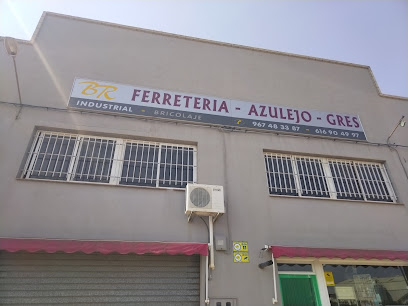 BR FERRETERIA - AZULEJO - GRES
INDUSTRIAL - BRICOLAJE 967 48 33 87 - 616 90 49 97